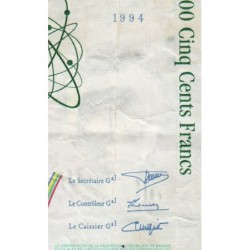 1994
00 Cinq Cents Francs
Le Secrétaire Gal
Le Contrôleur Gal
Le Caissier Gal